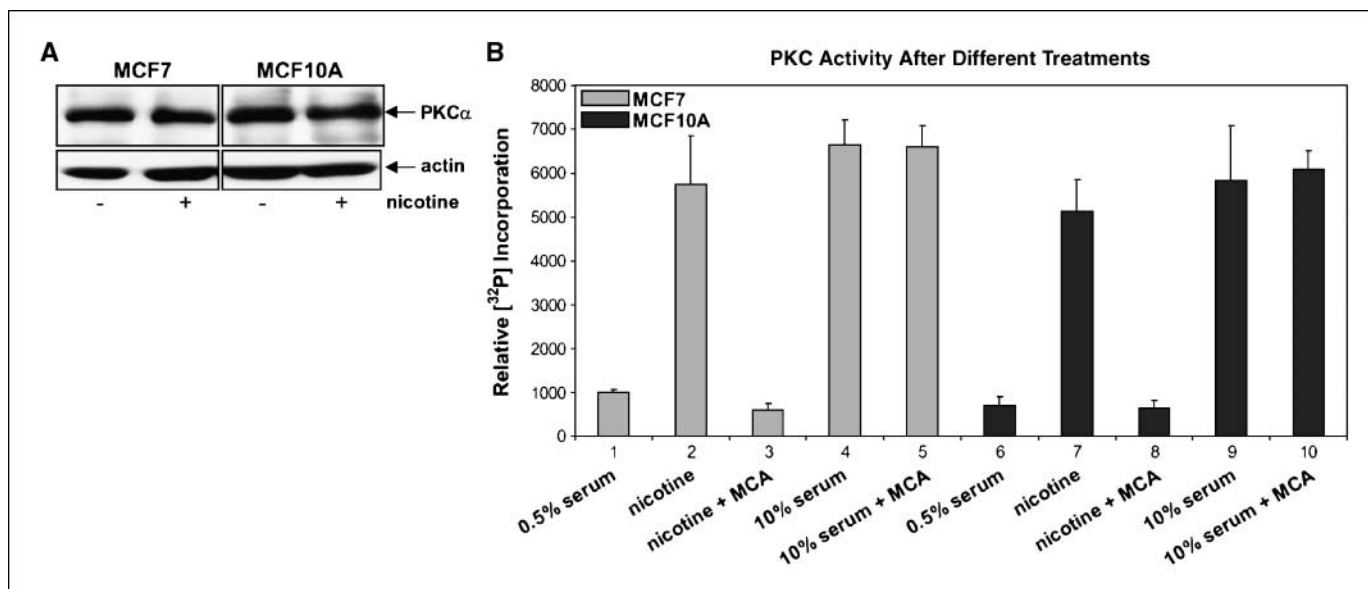 A
MCF7 MCF10A
PKCα
actin
- + - + nicotine
B
PKC Activity After Different Treatments
MCF7
MCF10A
Relative [³²P] Incorporation
8000
7000
6000
5000
4000
3000
2000
1000
0
1 2 3 4 5 6 7 8 9 10
0.5% serum
nicotine
nicotine + MCA
10% serum
10% serum + MCA
0.5% serum
nicotine
nicotine + MCA
10% serum
10% serum + MCA